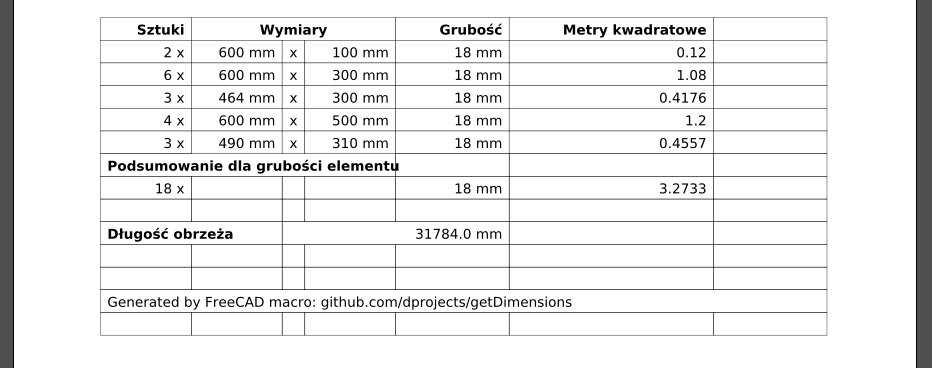 Sztuki Wymiary Grubość Metry kwadratowe
2 x 600 mm x 100 mm 18 mm 0.12
6 x 600 mm x 300 mm 18 mm 1.08
3 x 464 mm x 300 mm 18 mm 0.4176
4 x 600 mm x 500 mm 18 mm 1.2
3 x 490 mm x 310 mm 18 mm 0.4557
Podsumowanie dla grubości elementu
18 x 18 mm 3.2733
Długość obrzeża 31784.0 mm
Generated by FreeCAD macro: github.com/dprojects/getDimensions